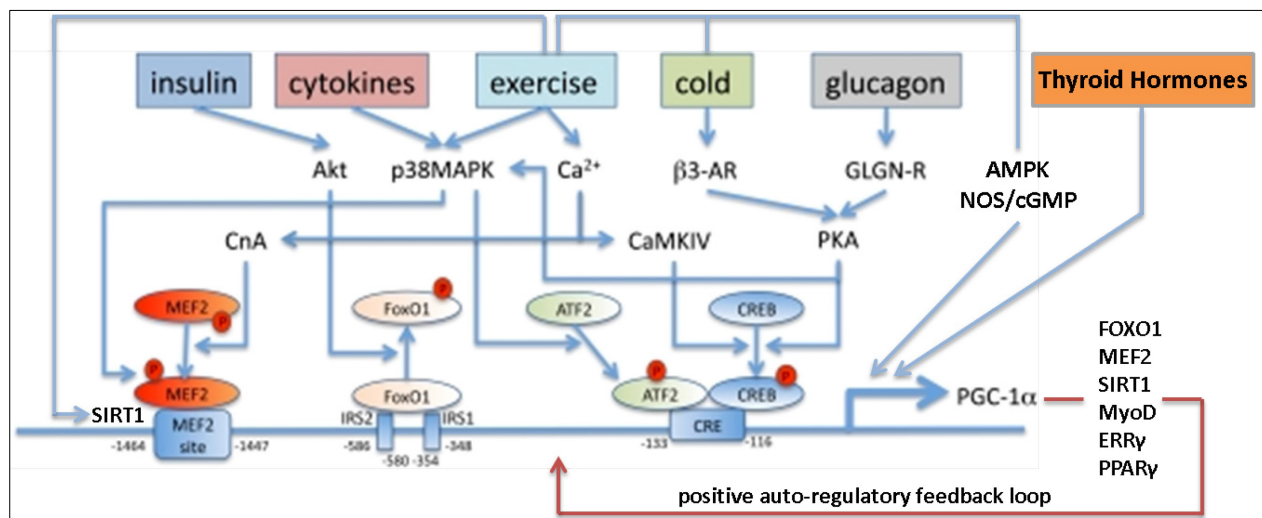 insulin
cytokines
exercise
cold
glucagon
Thyroid Hormones
Akt
p38MAPK
Ca²⁺
β3-AR
GLGN-R
AMPK
NOS/cGMP
CnA
CaMKIV
PKA
MEF2
P
FoxO1
P
ATF2
CREB
P
MEF2
FoxO1
P
ATF2
P
CREB
SIRT1
MEF2
site
IRS2
IRS1
CRE
PGC-1α
-1464
-1447
-586
-580
-354
-348
-133
-116
FOXO1
MEF2
SIRT1
MyoD
ERRγ
PPARγ
positive auto-regulatory feedback loop